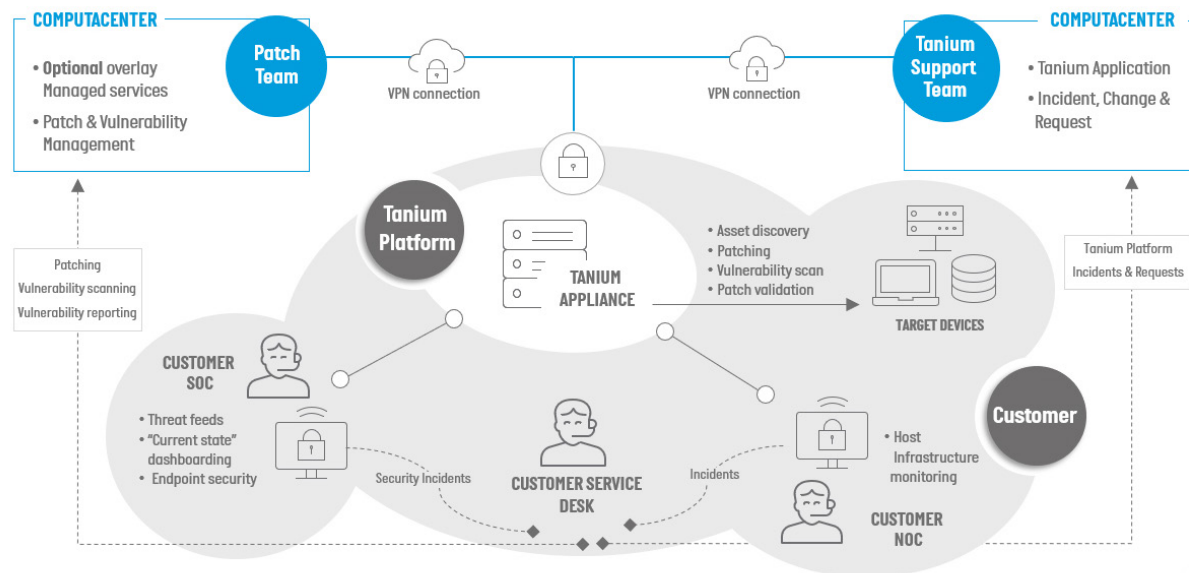 COMPUTACENTER
• Optional overlay
Managed services
• Patch & Vulnerability
Management
Patch
Team
VPN connection
VPN connection
Tanium
Support
Team
COMPUTACENTER
• Tanium Application
• Incident, Change &
Request
Tanium
Platform
TANIUM
APPLIANCE
• Asset discovery
• Patching
• Vulnerability scan
• Patch validation
TARGET DEVICES
Patching
Vulnerability scanning
Vulnerability reporting
Tanium Platform
Incidents & Requests
CUSTOMER
SOC
• Threat feeds
• "Current state"
dashboarding
• Endpoint security
Security Incidents
CUSTOMER SERVICE
DESK
Incidents
• Host
Infrastructure
monitoring
CUSTOMER
NOC
Customer